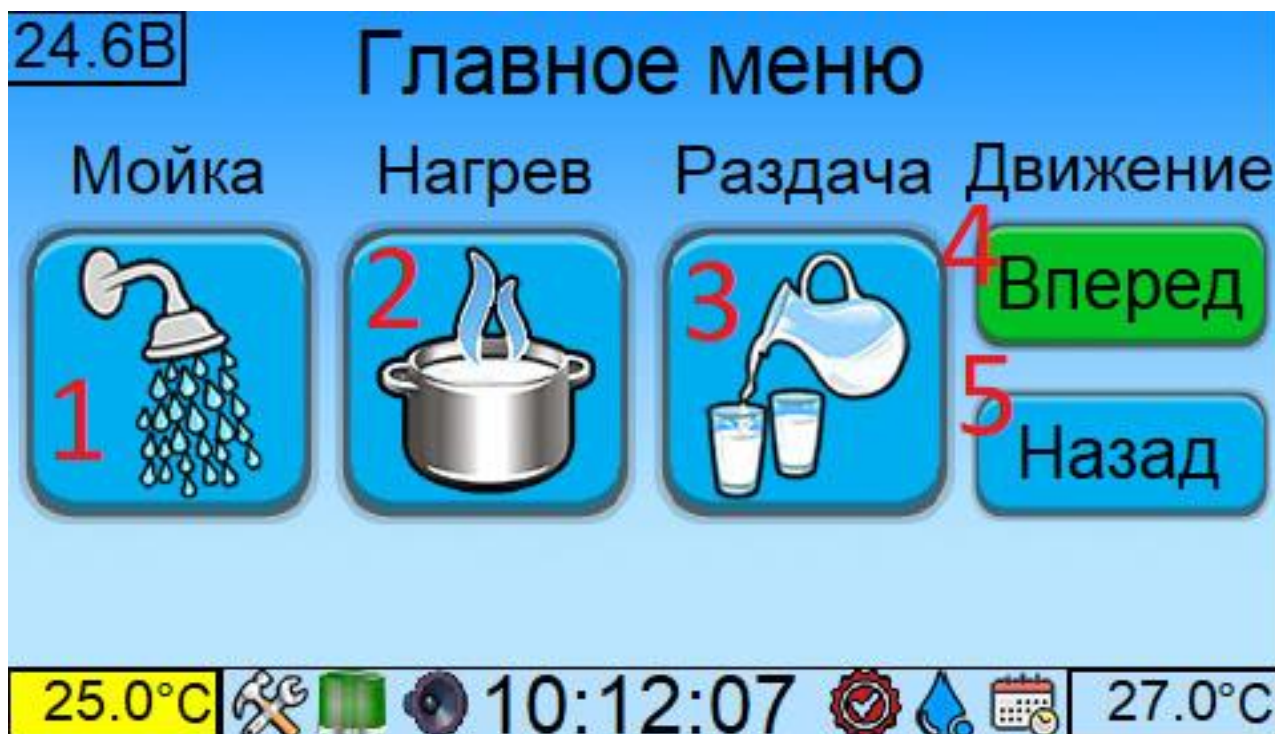 24.6В
Главное меню
Мойка Нагрев Раздача Движение
1 2 3 4 Вперед
5 Назад
25.0°C 10:12:07 27.0°C